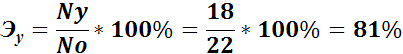 Эу = Ny/No * 100% = 18/22 * 100% = 81%